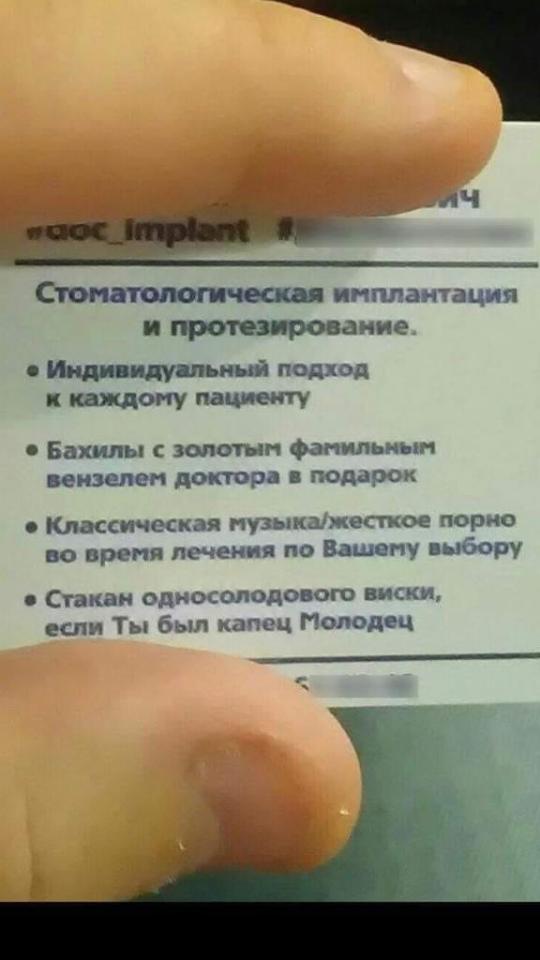 ич
#doc_implant #
Стоматологическая имплантация
и протезирование.
• Индивидуальный подход
к каждому пациенту
• Бахилы с золотым фамильным
вензелем доктора в подарок
• Классическая музыка/жесткое порно
во время лечения по Вашему выбору
• Стакан односолодового виски,
если Ты был капец Молодец